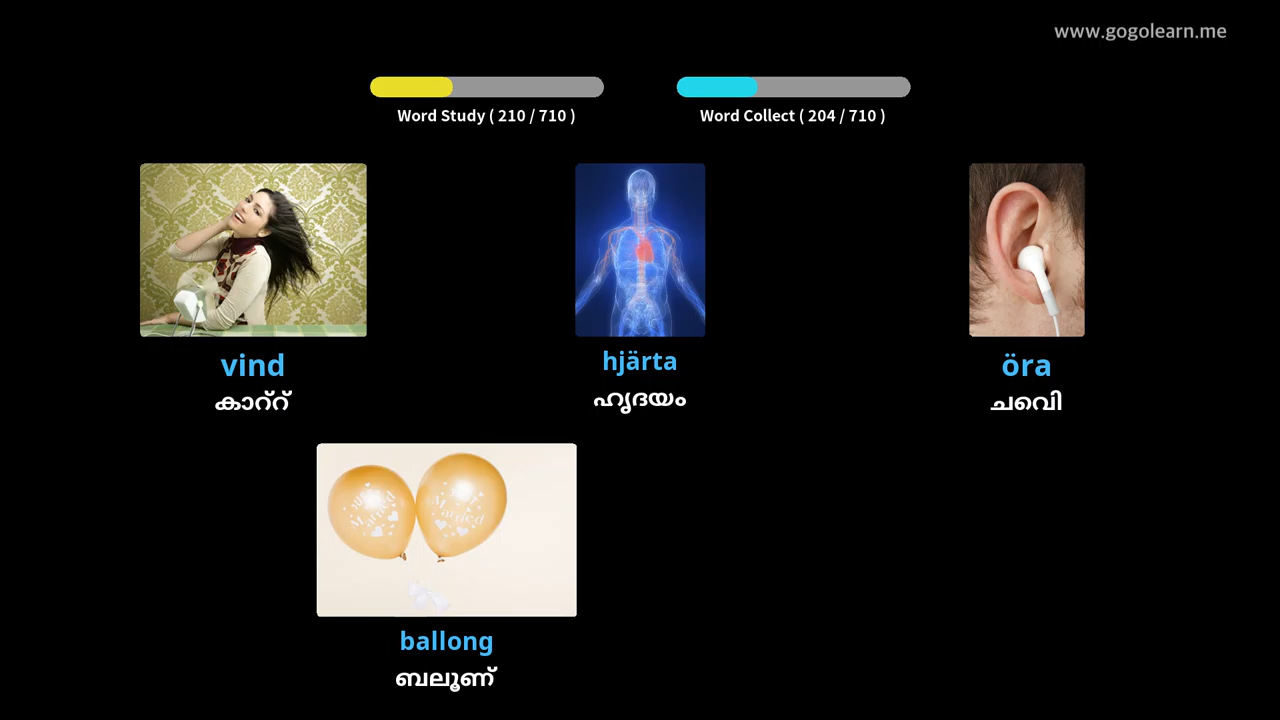 www.gogolearn.me
Word Study ( 210 / 710 )
Word Collect ( 204 / 710 )
vind
കാറ്റ്
hjärta
ഹൃദയം
öra
ചെവി
ballong
ബലൂണ്